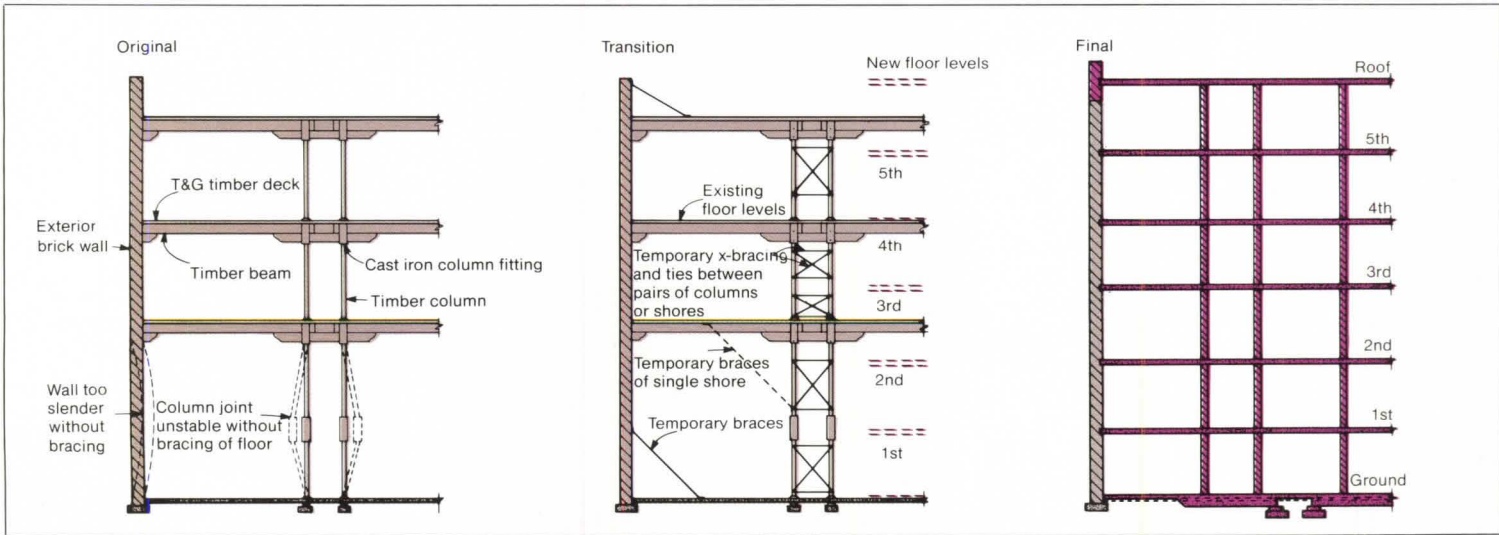 Original
T&G timber deck
Exterior
brick wall
Timber beam
Cast iron column fitting
Timber column
Wall too
slender
without
bracing
Column joint
unstable without
bracing of floor
Transition
New floor levels
5th
Existing
floor levels
4th
Temporary x-bracing
and ties between
pairs of columns
or shores
3rd
Temporary braces
of single shore
2nd
Temporary braces
1st
Final
Roof
5th
4th
3rd
2nd
1st
Ground